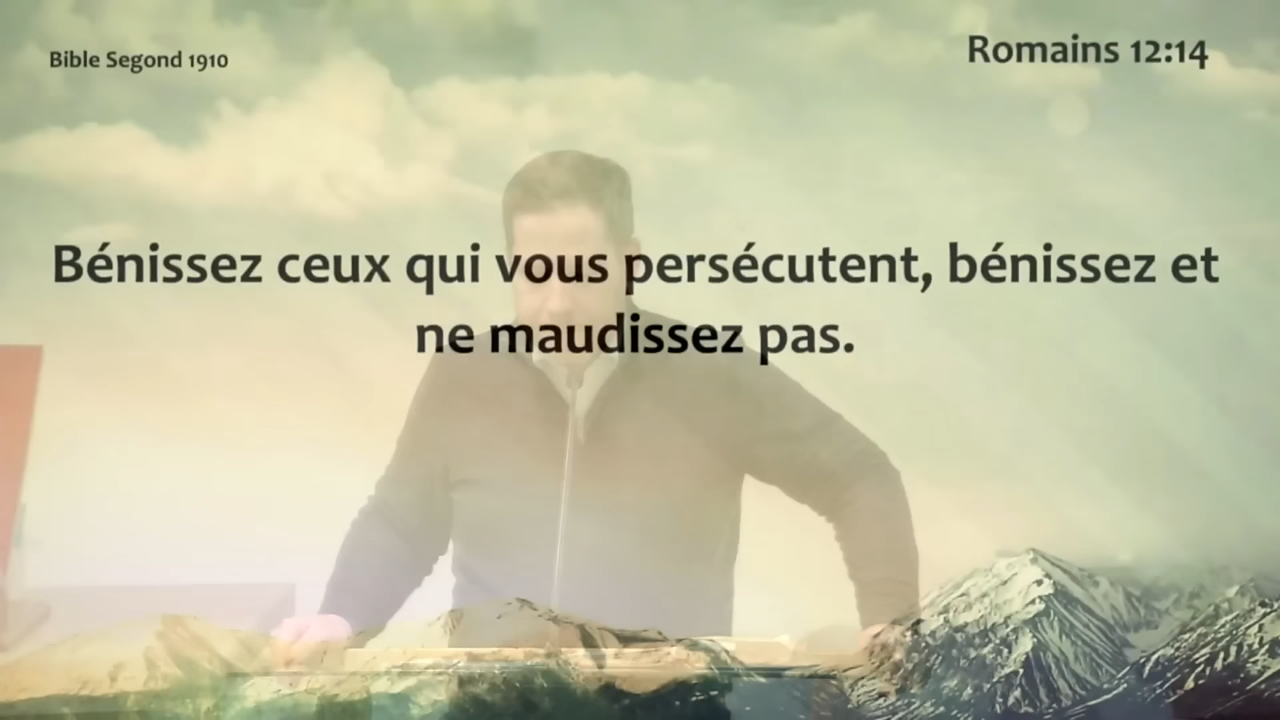 Bible Segond 1910
Romains 12:14
Bénissez ceux qui vous persécutent, bénissez et
ne maudissez pas.